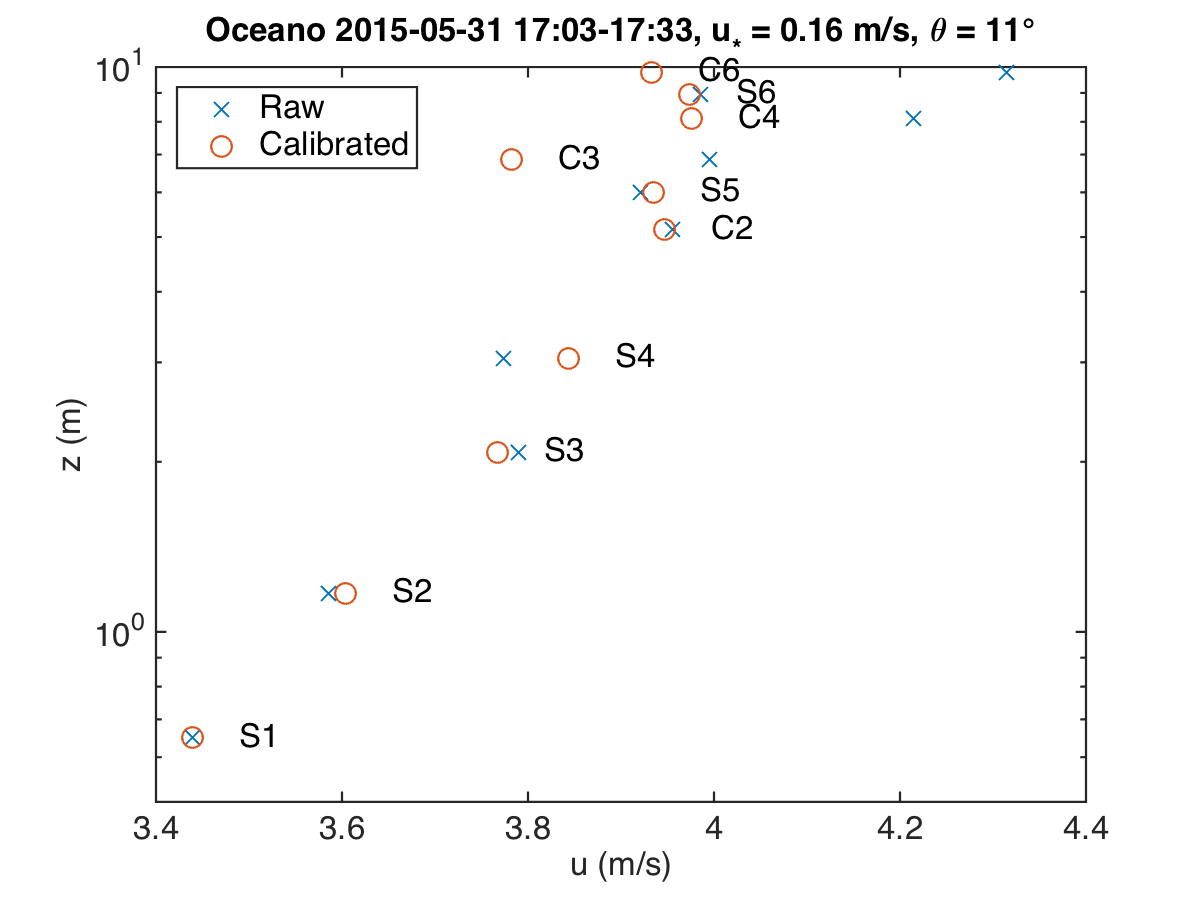 Oceano 2015-05-31 17:03-17:33, u* = 0.16 m/s, θ = 11°
10^1
C6
S6
Raw
C4
Calibrated
C3
S5
C2
S4
z (m)
S3
S2
10^0
S1
3.4 3.6 3.8 4 4.2 4.4
u (m/s)